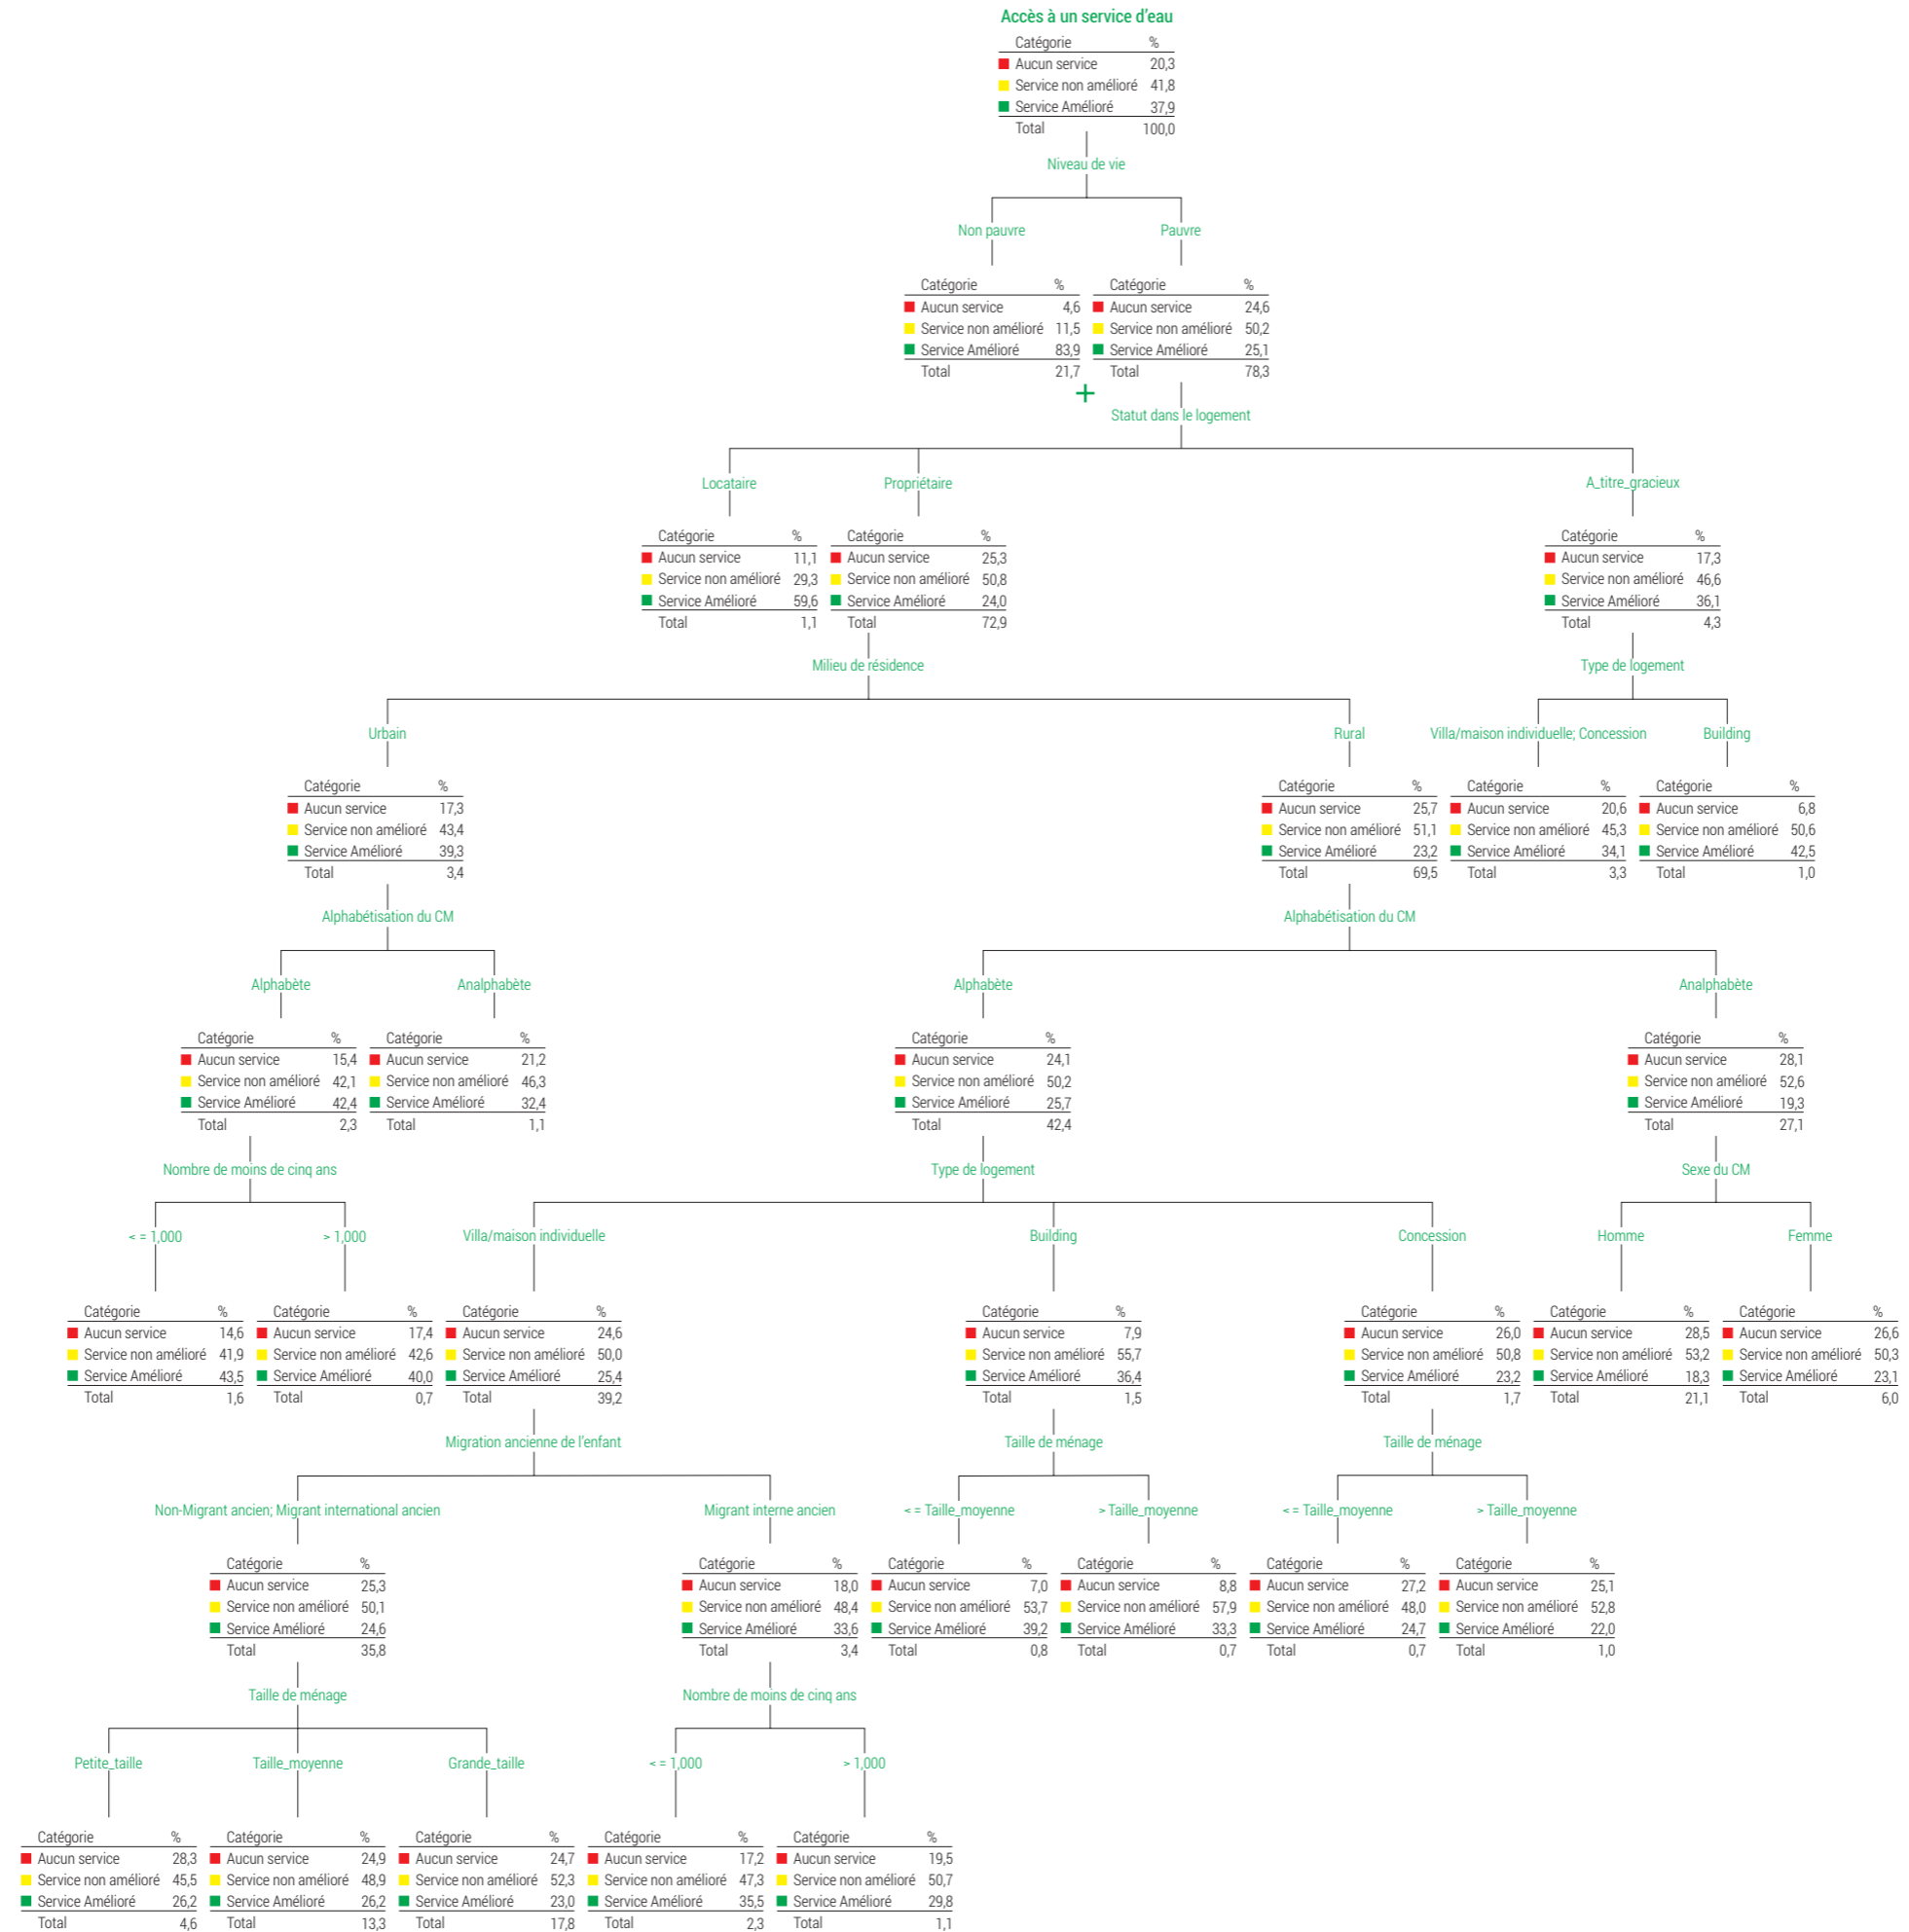 Accès à un service d'eau
Catégorie %
Aucun service 20,3
Service non amélioré 41,8
Service Amélioré 37,9
Total 100,0
Niveau de vie
Non pauvre Pauvre
Catégorie % Catégorie %
Aucun service 4,6 Aucun service 24,6
Service non amélioré 11,5 Service non amélioré 50,2
Service Amélioré 83,9 Service Amélioré 25,1
Total 21,7 Total 78,3
+
Statut dans le logement
Locataire Propriétaire A_titre_gracieux
Catégorie % Catégorie % Catégorie %
Aucun service 11,1 Aucun service 25,3 Aucun service 17,3
Service non amélioré 29,3 Service non amélioré 50,8 Service non amélioré 46,6
Service Amélioré 59,6 Service Amélioré 24,0 Service Amélioré 36,1
Total 1,1 Total 72,9 Total 4,3
Milieu de résidence Type de logement
Urbain Rural Villa/maison individuelle; Concession Building
Catégorie % Catégorie % Catégorie % Catégorie %
Aucun service 17,3 Aucun service 25,7 Aucun service 20,6 Aucun service 6,8
Service non amélioré 43,4 Service non amélioré 51,1 Service non amélioré 45,3 Service non amélioré 50,6
Service Amélioré 39,3 Service Amélioré 23,2 Service Amélioré 34,1 Service Amélioré 42,5
Total 3,4 Total 69,5 Total 3,3 Total 1,0
Alphabétisation du CM Alphabétisation du CM
Alphabète Analphabète Alphabète Analphabète
Catégorie % Catégorie % Catégorie % Catégorie %
Aucun service 15,4 Aucun service 21,2 Aucun service 24,1 Aucun service 28,1
Service non amélioré 42,1 Service non amélioré 46,3 Service non amélioré 50,2 Service non amélioré 52,6
Service Amélioré 42,4 Service Amélioré 32,4 Service Amélioré 25,7 Service Amélioré 19,3
Total 2,3 Total 1,1 Total 42,4 Total 27,1
Nombre de moins de cinq ans Type de logement Sexe du CM
< = 1,000 > 1,000 Villa/maison individuelle Building Concession Homme Femme
Catégorie % Catégorie % Catégorie % Catégorie % Catégorie % Catégorie % Catégorie %
Aucun service 14,6 Aucun service 17,4 Aucun service 24,6 Aucun service 7,9 Aucun service 26,0 Aucun service 28,5 Aucun service 26,6
Service non amélioré 41,9 Service non amélioré 42,6 Service non amélioré 50,0 Service non amélioré 55,7 Service non amélioré 50,8 Service non amélioré 53,2 Service non amélioré 50,3
Service Amélioré 43,5 Service Amélioré 40,0 Service Amélioré 25,4 Service Amélioré 36,4 Service Amélioré 23,2 Service Amélioré 18,3 Service Amélioré 23,1
Total 1,6 Total 0,7 Total 39,2 Total 1,5 Total 1,7 Total 21,1 Total 6,0
Migration ancienne de l'enfant Taille de ménage Taille de ménage
Non-Migrant ancien; Migrant international ancien Migrant interne ancien < = Taille_moyenne > Taille_moyenne < = Taille_moyenne > Taille_moyenne
Catégorie % Catégorie % Catégorie % Catégorie % Catégorie % Catégorie %
Aucun service 25,3 Aucun service 18,0 Aucun service 7,0 Aucun service 8,8 Aucun service 27,2 Aucun service 25,1
Service non amélioré 50,1 Service non amélioré 48,4 Service non amélioré 53,7 Service non amélioré 57,9 Service non amélioré 48,0 Service non amélioré 52,8
Service Amélioré 24,6 Service Amélioré 33,6 Service Amélioré 39,2 Service Amélioré 33,3 Service Amélioré 24,7 Service Amélioré 22,0
Total 35,8 Total 3,4 Total 0,8 Total 0,7 Total 0,7 Total 1,0
Taille de ménage Nombre de moins de cinq ans
Petite_taille Taille_moyenne Grande_taille < = 1,000 > 1,000
Catégorie % Catégorie % Catégorie % Catégorie % Catégorie %
Aucun service 28,3 Aucun service 24,9 Aucun service 24,7 Aucun service 17,2 Aucun service 19,5
Service non amélioré 45,5 Service non amélioré 48,9 Service non amélioré 52,3 Service non amélioré 47,3 Service non amélioré 50,7
Service Amélioré 26,2 Service Amélioré 26,2 Service Amélioré 23,0 Service Amélioré 35,5 Service Amélioré 29,8
Total 4,6 Total 13,3 Total 17,8 Total 2,3 Total 1,1